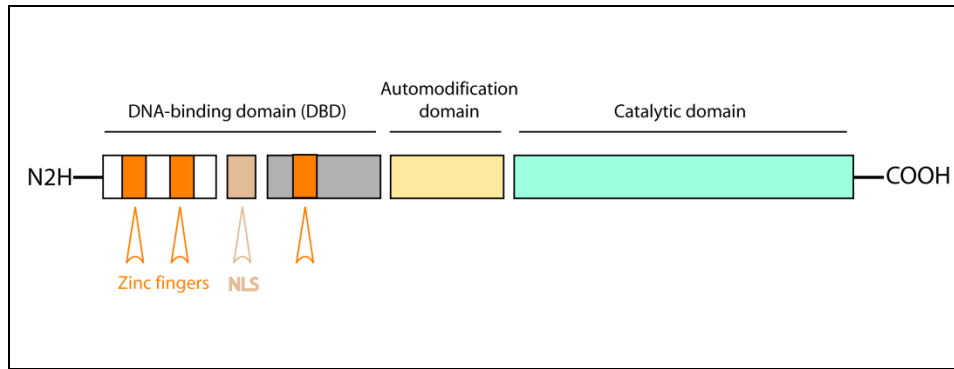 Automodification
domain
DNA-binding domain (DBD)
Catalytic domain
N2H
COOH
Zinc fingers
NLS